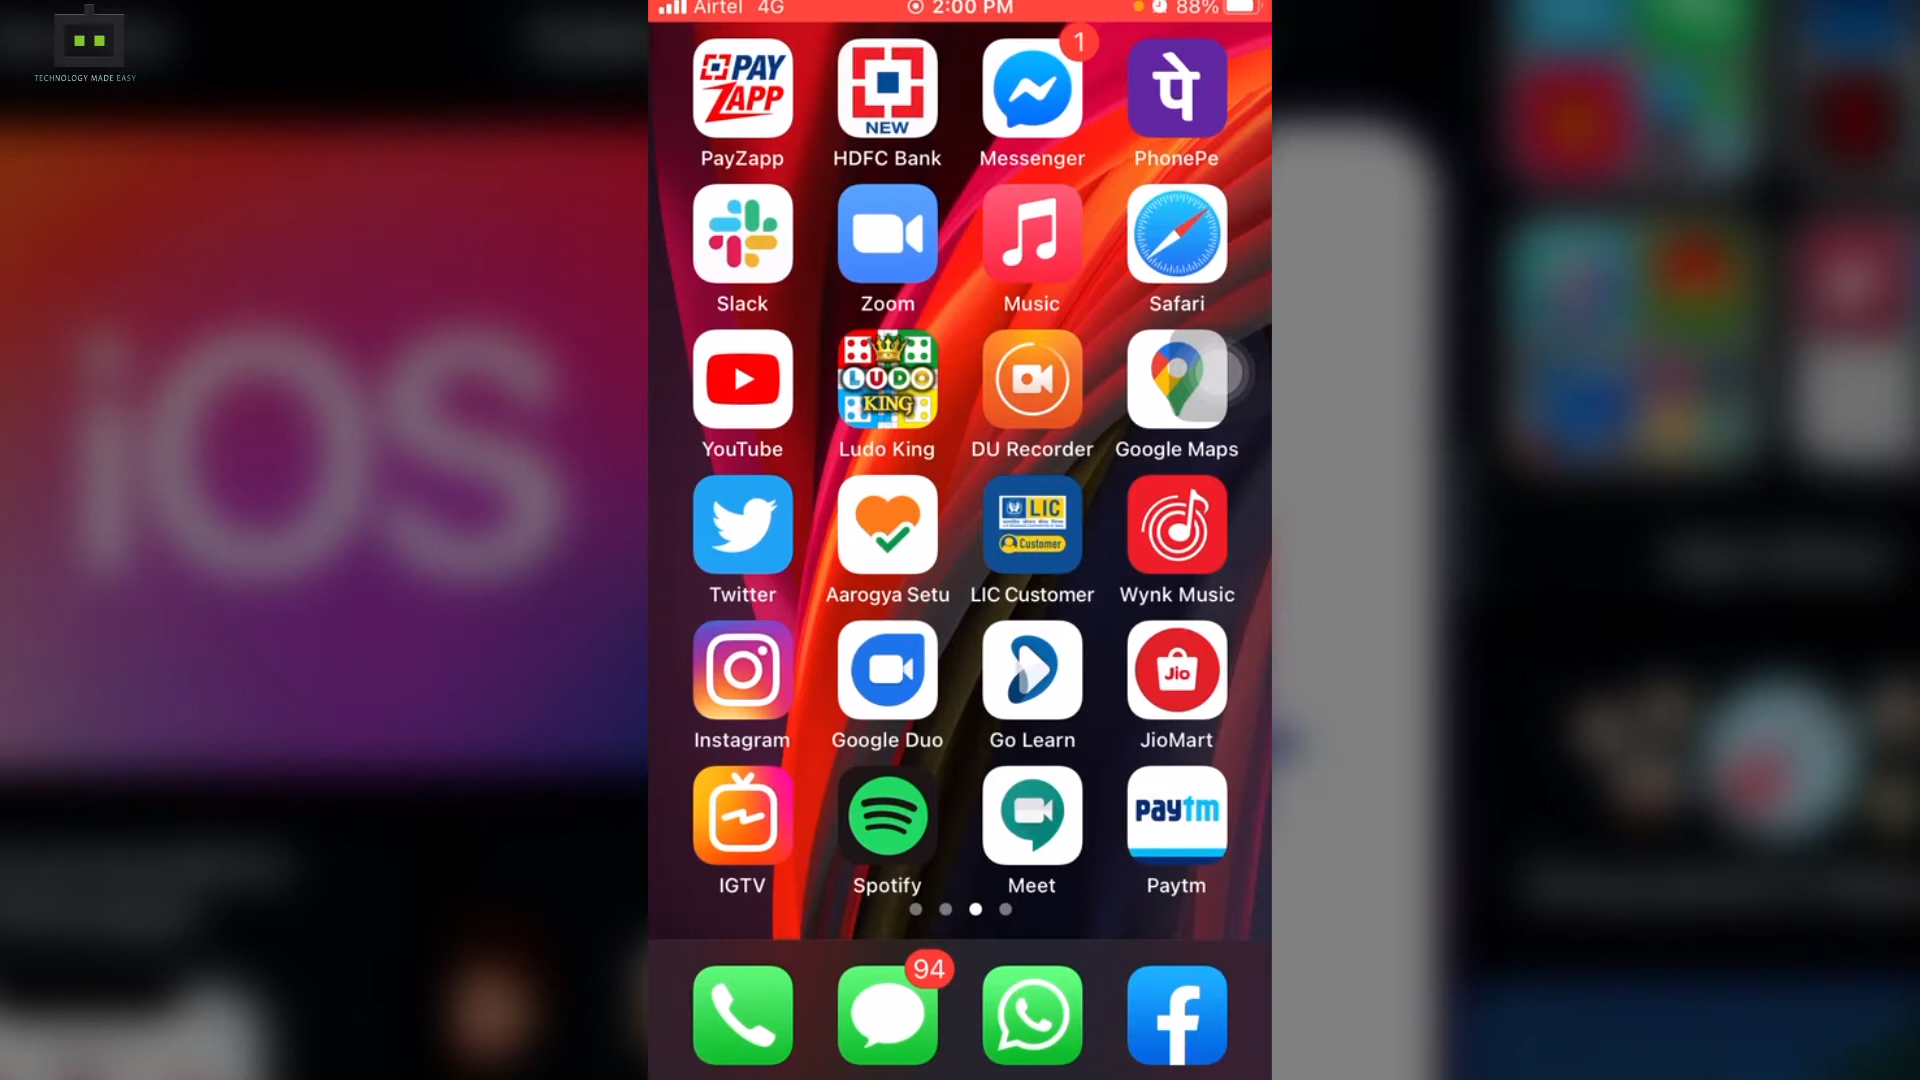 TECHNOLOGY MADE EASY
Airtel 4G 2:00 PM 88%
PAY ZAPP
NEW
1
पे
PayZapp HDFC Bank Messenger PhonePe
Slack Zoom Music Safari
LUDO KING
YouTube Ludo King DU Recorder Google Maps
LIC
Customer
Twitter Aarogya Setu LIC Customer Wynk Music
Jio
Instagram Google Duo Go Learn JioMart
paytm
IGTV Spotify Meet Paytm
94
iOS